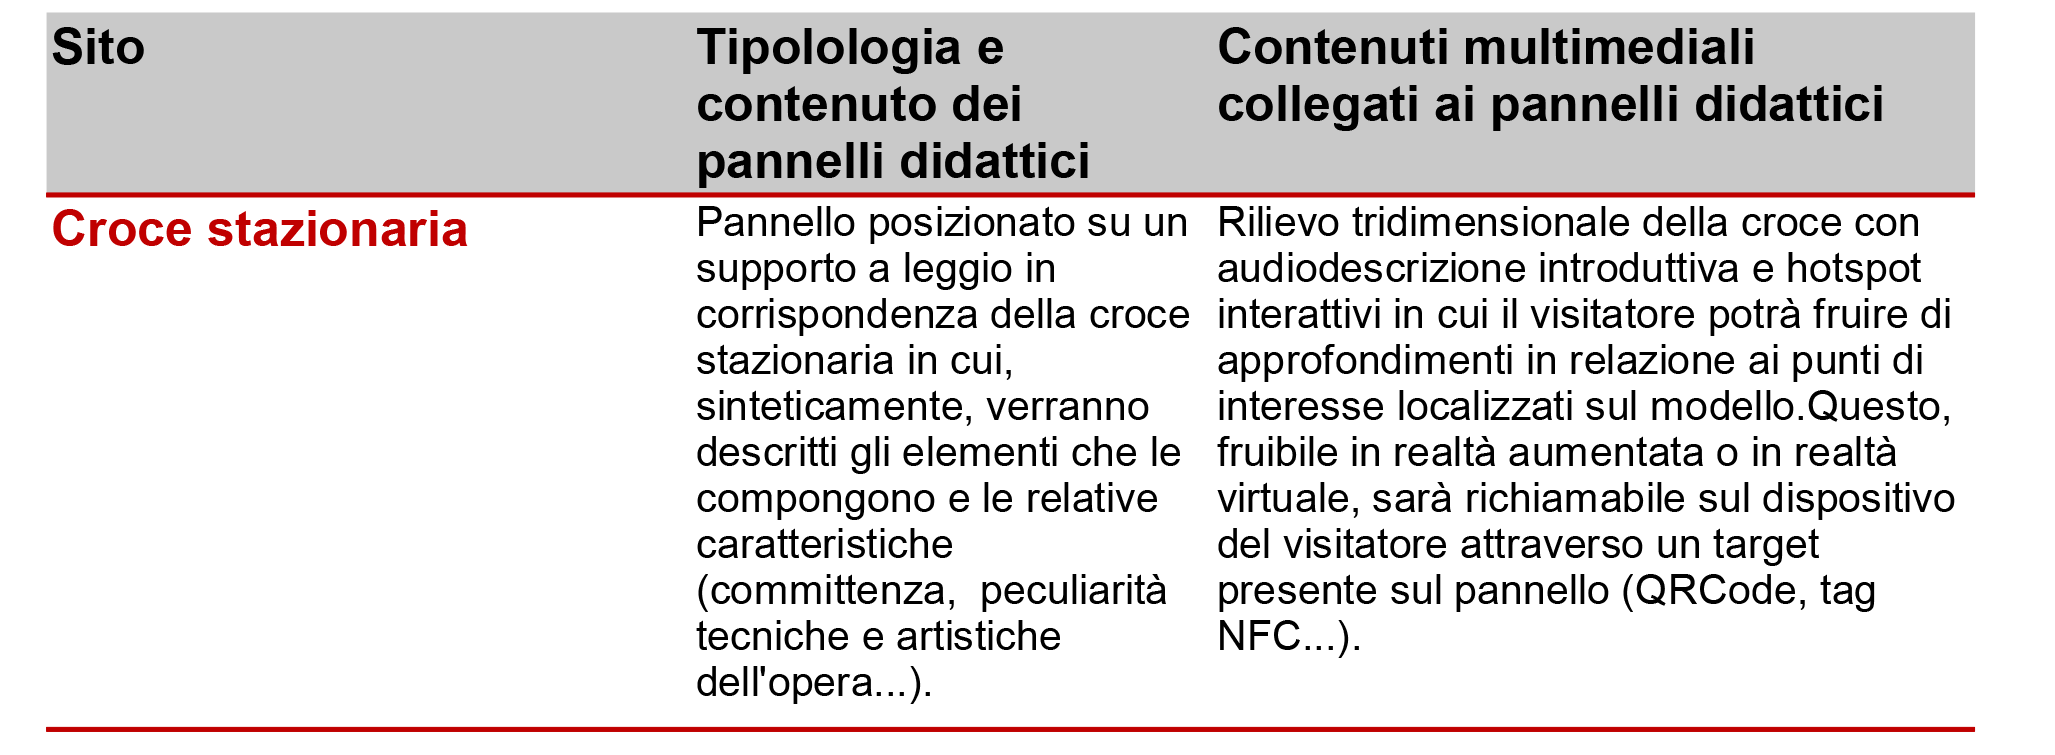 Sito
Tipolologia e
contenuto dei
pannelli didattici
Contenuti multimediali
collegati ai pannelli didattici
Croce stazionaria
Pannello posizionato su un
supporto a leggio in
corrispondenza della croce
stazionaria in cui,
sinteticamente, verranno
descritti gli elementi che le
compongono e le relative
caratteristiche
(committenza,  peculiarità
tecniche e artistiche
dell'opera...).
Rilievo tridimensionale della croce con
audiodescrizione introduttiva e hotspot
interattivi in cui il visitatore potrà fruire di
approfondimenti in relazione ai punti di
interesse localizzati sul modello.Questo,
fruibile in realtà aumentata o in realtà
virtuale, sarà richiamabile sul dispositivo
del visitatore attraverso un target
presente sul pannello (QRCode, tag
NFC...).